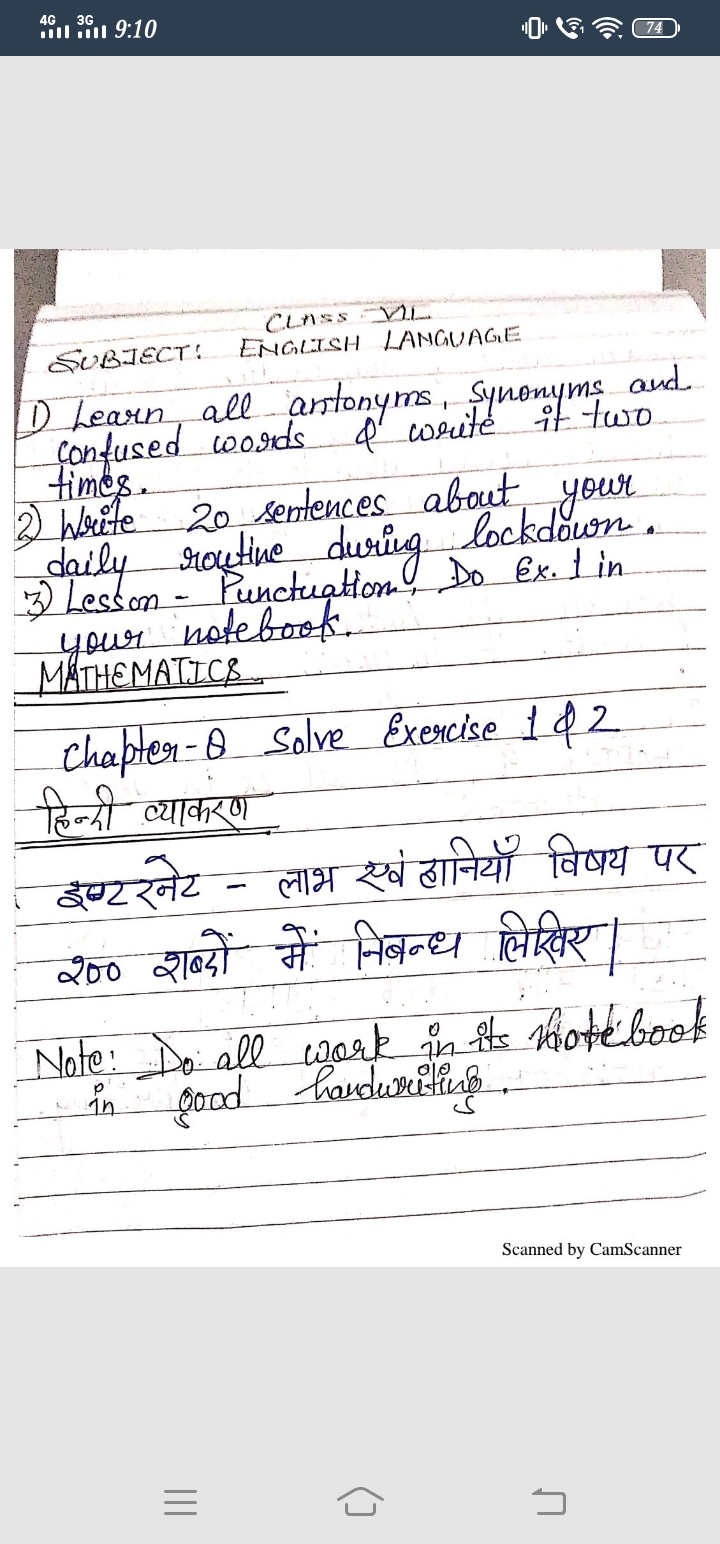 4G 3G 9:10 1 74
CLASS - VII
SUBJECT: ENGLISH LANGUAGE
1) Learn all antonyms, synonyms and
confused words & write it two
times.
2) Write 20 sentences about your
daily routine during lockdown.
3) Lesson - Punctuation, Do Ex. 1 in
your notebook.
MATHEMATICS
Chapter-8 Solve Exercise 1 & 2
हिन्दी व्याकरण
इण्टरनेट - लाभ एवं हानियाँ विषय पर
२०० शब्दों में निबन्ध लिखिए।
Note: Do all work in its notebook
in good handwriting.
Scanned by CamScanner